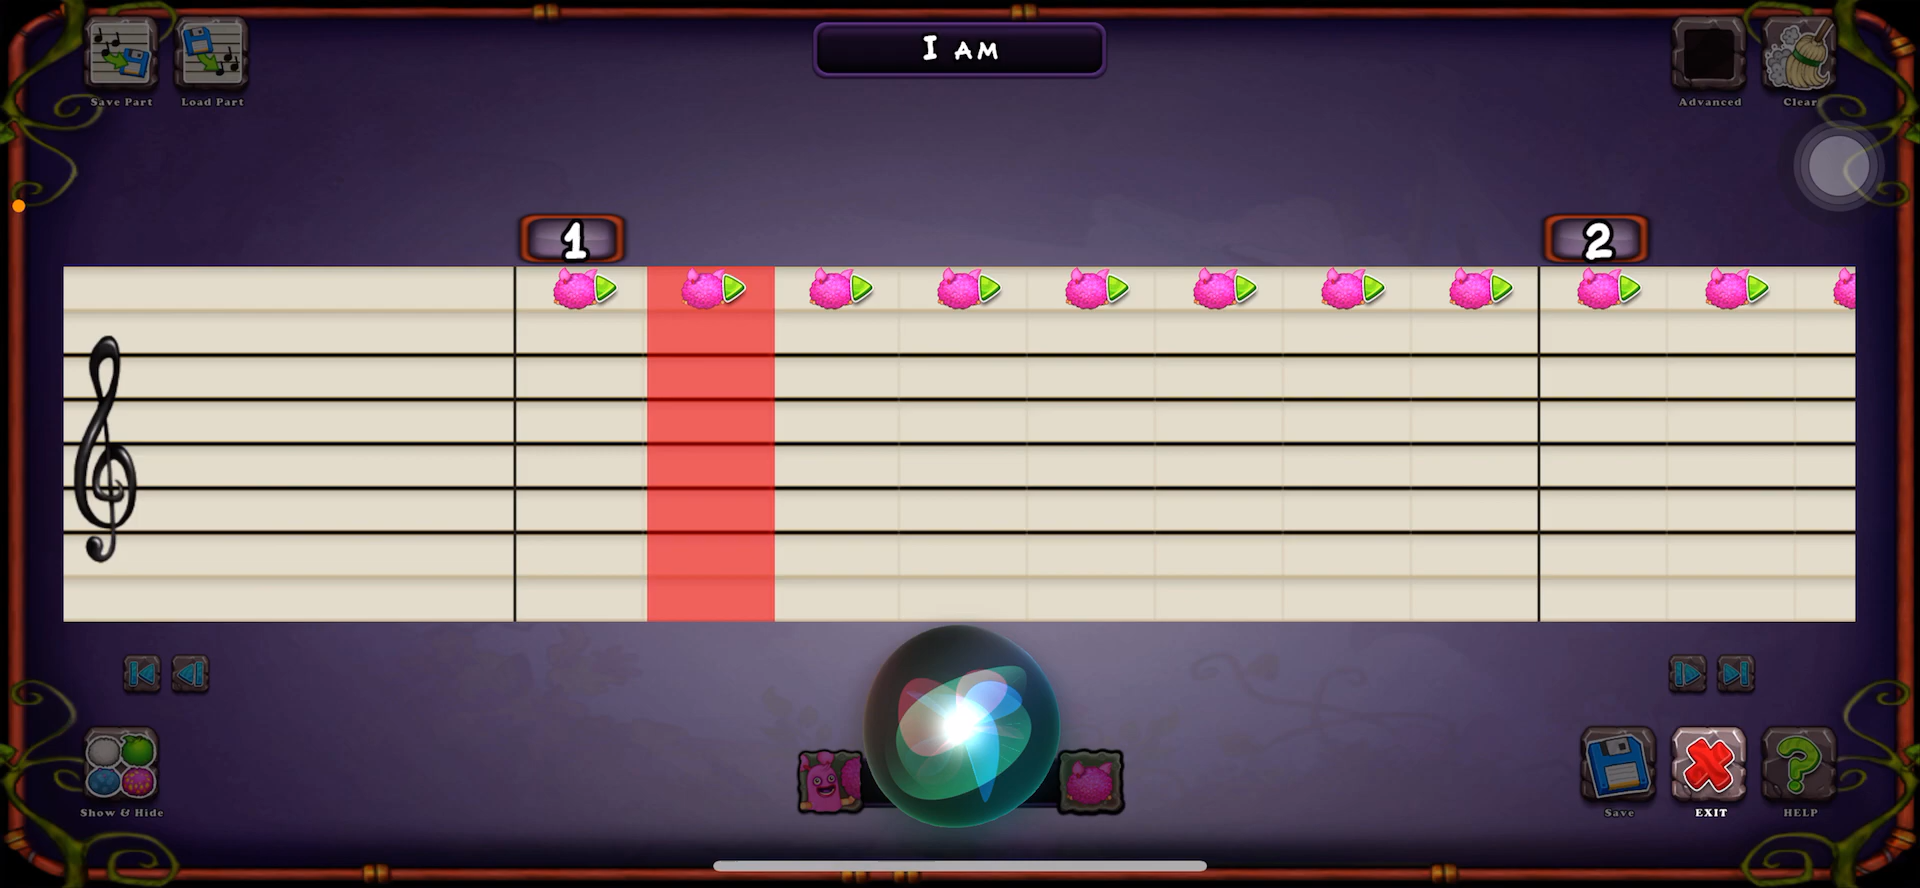 I AM
Save Part
Load Part
Advanced
Clear
1
2
Show & Hide
Save
EXIT
HELP